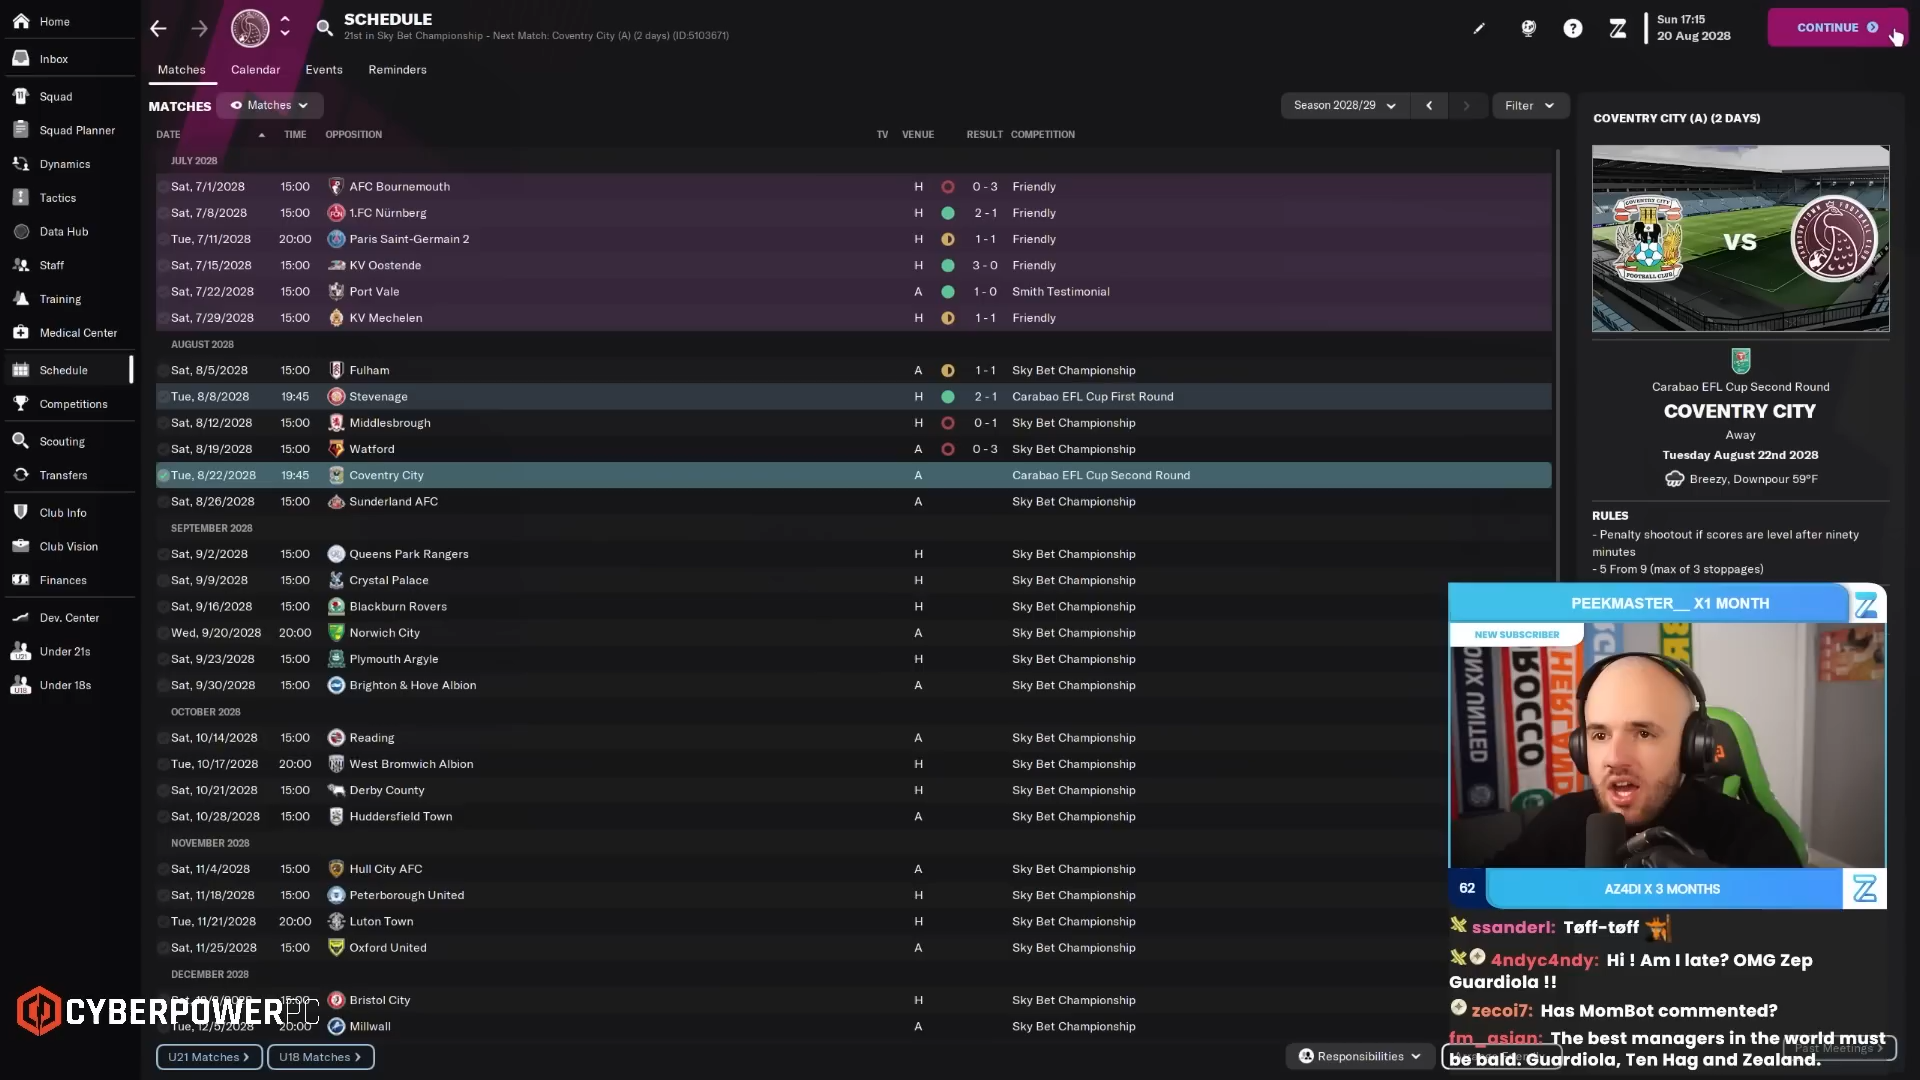 Home
Inbox
Squad
Squad Planner
Dynamics
Tactics
Data Hub
Staff
Training
Medical Center
Schedule
Competitions
Scouting
Transfers
Club Info
Club Vision
Finances
Dev. Center
Under 21s
Under 18s
SCHEDULE
21st in Sky Bet Championship - Next Match: Coventry City (A) (2 days) (ID:5103671)
Sun 17:15
20 Aug 2028
CONTINUE
Matches Calendar Events Reminders
MATCHES Matches
Season 2028/29 Filter
DATE TIME OPPOSITION TV VENUE RESULT COMPETITION
JULY 2028
Sat, 7/1/2028 15:00 AFC Bournemouth H 0 - 3 Friendly
Sat, 7/8/2028 15:00 1.FC Nürnberg H 2 - 1 Friendly
Tue, 7/11/2028 20:00 Paris Saint-Germain 2 H 1 - 1 Friendly
Sat, 7/15/2028 15:00 KV Oostende H 3 - 0 Friendly
Sat, 7/22/2028 15:00 Port Vale A 1 - 0 Smith Testimonial
Sat, 7/29/2028 15:00 KV Mechelen H 1 - 1 Friendly
AUGUST 2028
Sat, 8/5/2028 15:00 Fulham A 1 - 1 Sky Bet Championship
Tue, 8/8/2028 19:45 Stevenage H 2 - 1 Carabao EFL Cup First Round
Sat, 8/12/2028 15:00 Middlesbrough H 0 - 1 Sky Bet Championship
Sat, 8/19/2028 15:00 Watford A 0 - 3 Sky Bet Championship
Tue, 8/22/2028 19:45 Coventry City A Carabao EFL Cup Second Round
Sat, 8/26/2028 15:00 Sunderland AFC A Sky Bet Championship
SEPTEMBER 2028
Sat, 9/2/2028 15:00 Queens Park Rangers H Sky Bet Championship
Sat, 9/9/2028 15:00 Crystal Palace H Sky Bet Championship
Sat, 9/16/2028 15:00 Blackburn Rovers H Sky Bet Championship
Wed, 9/20/2028 20:00 Norwich City A Sky Bet Championship
Sat, 9/23/2028 15:00 Plymouth Argyle H Sky Bet Championship
Sat, 9/30/2028 15:00 Brighton & Hove Albion A Sky Bet Championship
OCTOBER 2028
Sat, 10/14/2028 15:00 Reading A Sky Bet Championship
Tue, 10/17/2028 20:00 West Bromwich Albion H Sky Bet Championship
Sat, 10/21/2028 15:00 Derby County H Sky Bet Championship
Sat, 10/28/2028 15:00 Huddersfield Town A Sky Bet Championship
NOVEMBER 2028
Sat, 11/4/2028 15:00 Hull City AFC A Sky Bet Championship
Sat, 11/18/2028 15:00 Peterborough United H Sky Bet Championship
Tue, 11/21/2028 20:00 Luton Town H Sky Bet Championship
Sat, 11/25/2028 15:00 Oxford United A Sky Bet Championship
DECEMBER 2028
15:00 Bristol City H Sky Bet Championship
Tue, 12/5/2028 20:00 Millwall A Sky Bet Championship
U21 Matches U18 Matches
Responsibilities
Past Meetings
COVENTRY CITY (A) (2 DAYS)
COVENTRY CITY
FOOTBALL CLUB
VS
Carabao EFL Cup Second Round
COVENTRY CITY
Away
Tuesday August 22nd 2028
Breezy, Downpour 59°F
RULES
- Penalty shootout if scores are level after ninety
minutes
- 5 From 9 (max of 3 stoppages)
PEEKMASTER__ X1 MONTH
NEW SUBSCRIBER
62
AZ4DI X 3 MONTHS
ssanderl: Tøff-tøff
4ndyc4ndy: Hi ! Am I late? OMG Zep
Guardiola !!
zecoi7: Has MomBot commented?
fm_asian: The best managers in the world must
be bald. Guardiola, Ten Hag and Zealand.
CYBERPOWERPC